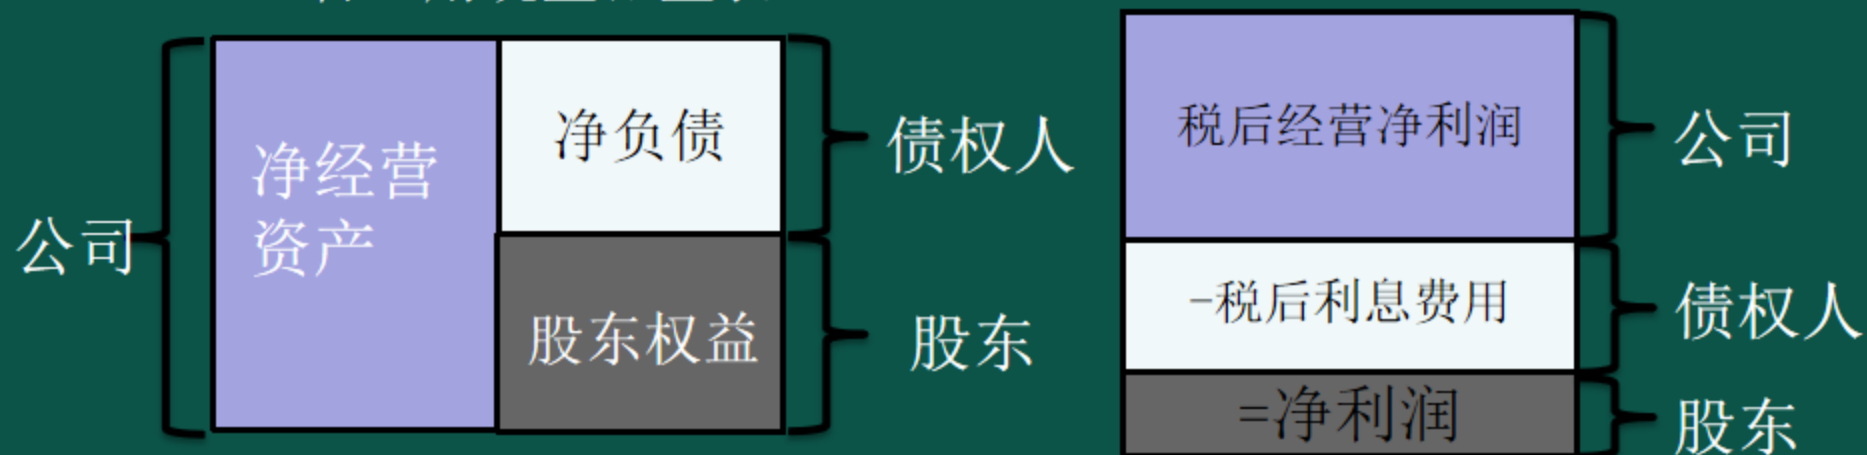 公司
净经营
资产
净负债
股东权益
债权人
股东
税后经营净利润
-税后利息费用
=净利润
公司
债权人
股东